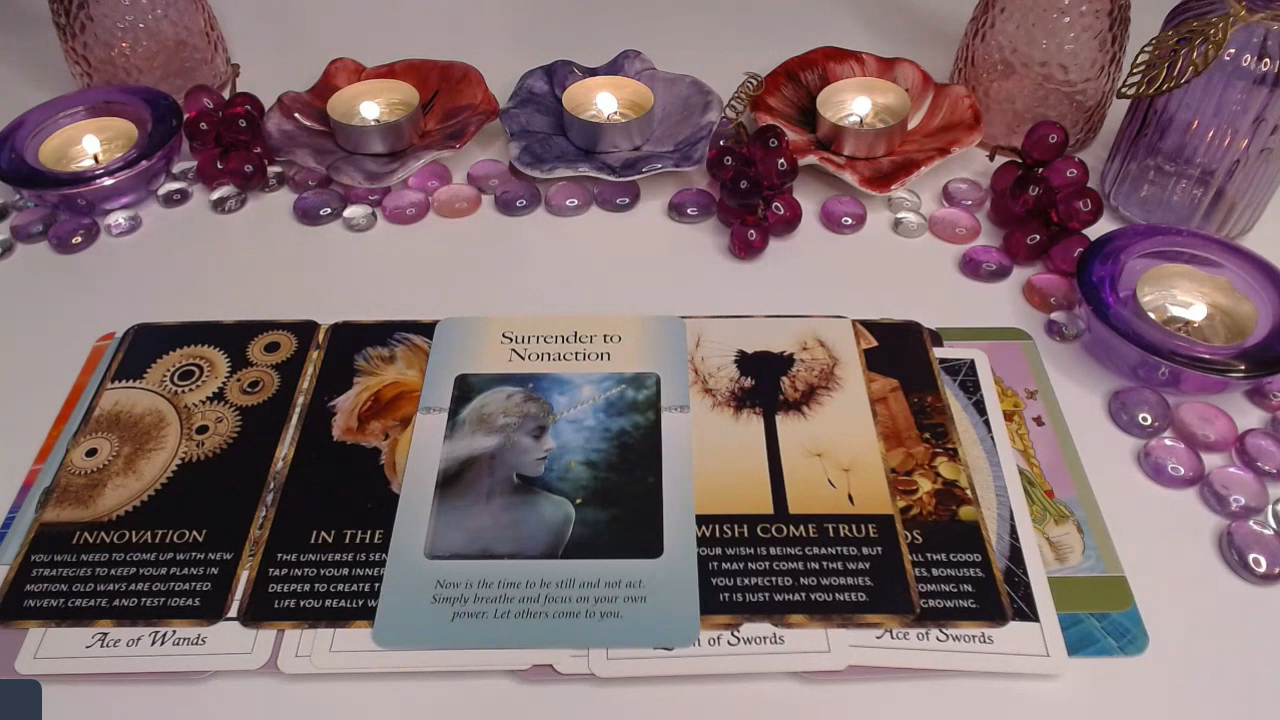 Surrender to
Nonaction
Now is the time to be still and not act.
Simply breathe and focus on your own
power. Let others come to you.
INNOVATION
YOU WILL NEED TO COME UP WITH NEW
STRATEGIES TO KEEP YOUR PLANS IN
MOTION. OLD WAYS ARE OUTDATED.
INVENT, CREATE, AND TEST IDEAS.
IN THE
THE UNIVERSE IS SEN
TAP INTO YOUR INNER
DEEPER TO CREATE T
LIFE YOU REALLY W
WISH COME TRUE
YOUR WISH IS BEING GRANTED, BUT
IT MAY NOT COME IN THE WAY
YOU EXPECTED. NO WORRIES,
IT IS JUST WHAT YOU NEED.
DS
ALL THE GOOD
ES, BONUSES,
OMING IN.
GROWING.
Ace of Wands
of Swords
Ace of Swords